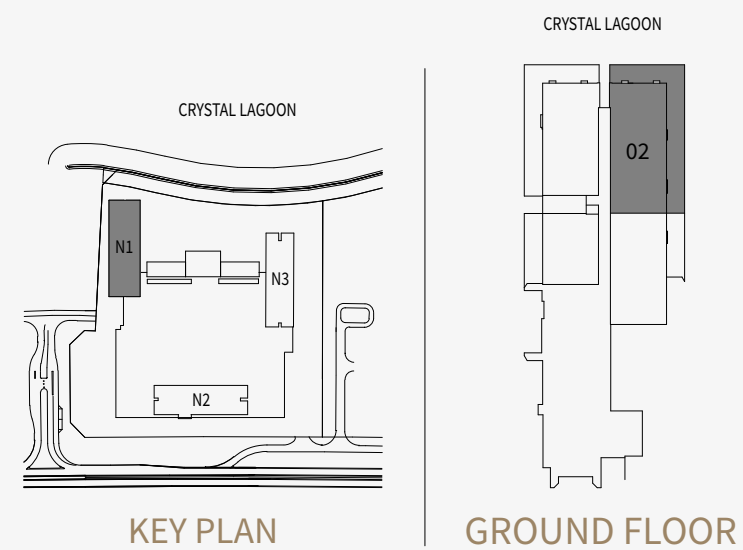 CRYSTAL LAGOON
N1
N3
N2
KEY PLAN
CRYSTAL LAGOON
02
GROUND FLOOR